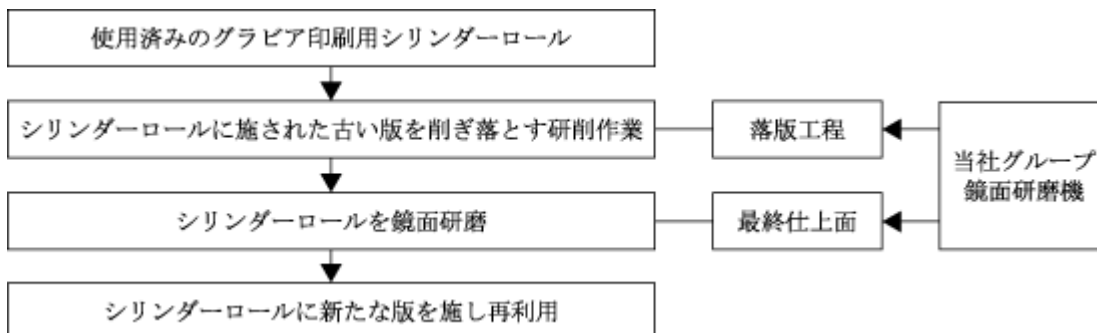 使用済みのグラビア印刷用シリンダーロール
シリンダーロールに施された古い版を削ぎ落とす研削作業
落版工程
当社グループ
鏡面研磨機
シリンダーロールを鏡面研磨
最終仕上面
シリンダーロールに新たな版を施し再利用